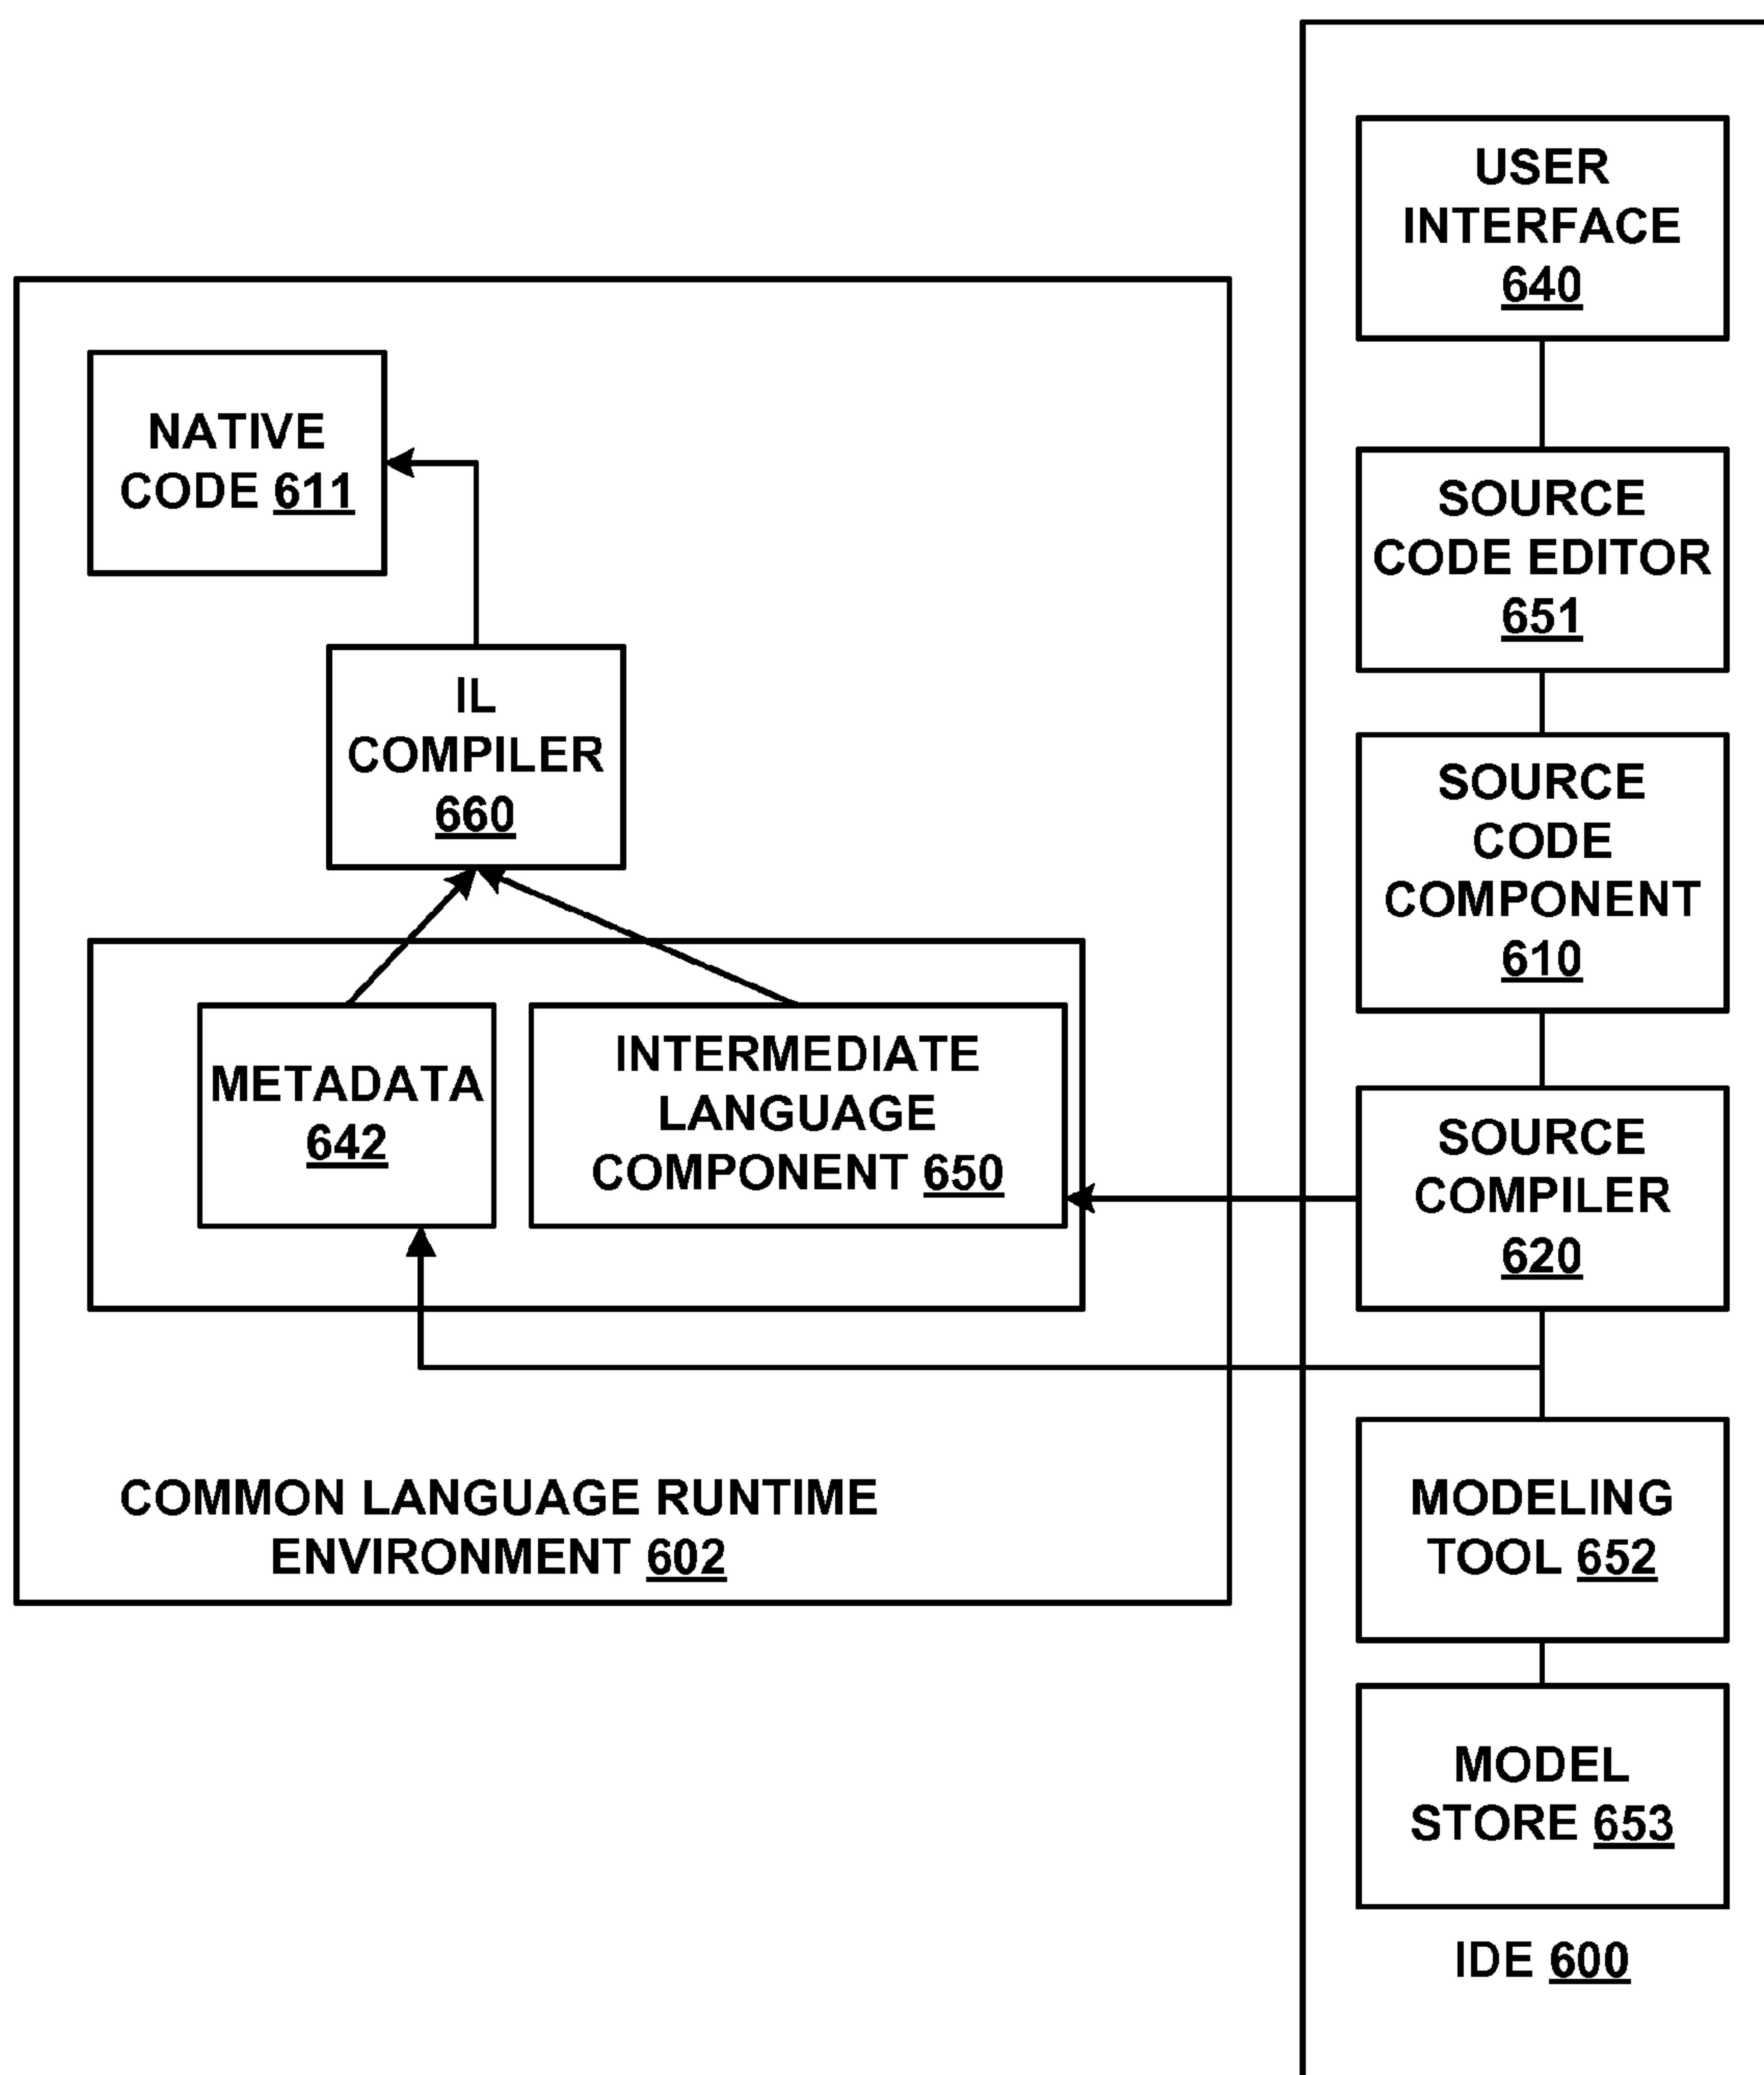 USER
INTERFACE
640
NATIVE
CODE 611
SOURCE
CODE EDITOR
651
IL
COMPILER
660
SOURCE
CODE
COMPONENT
610
METADATA
642
INTERMEDIATE
LANGUAGE
COMPONENT 650
SOURCE
COMPILER
620
COMMON LANGUAGE RUNTIME
ENVIRONMENT 602
MODELING
TOOL 652
MODEL
STORE 653
IDE 600